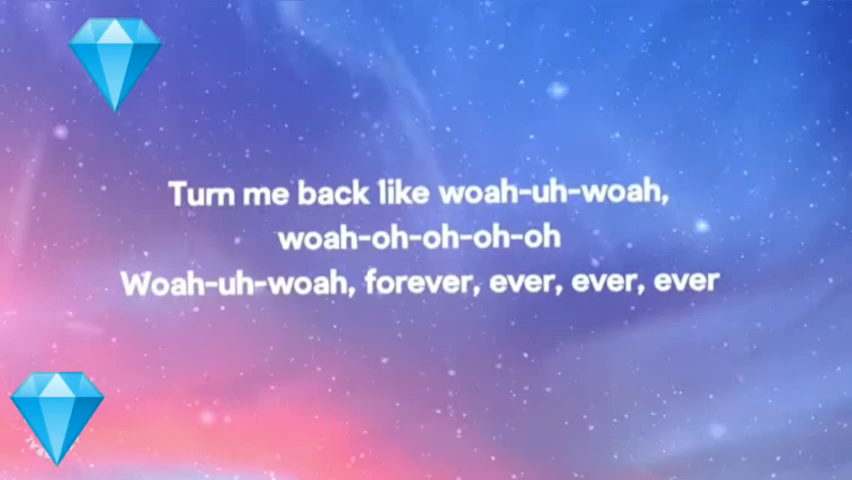 Turn me back like woah-uh-woah,
woah-oh-oh-oh-oh
Woah-uh-woah, forever, ever, ever, ever